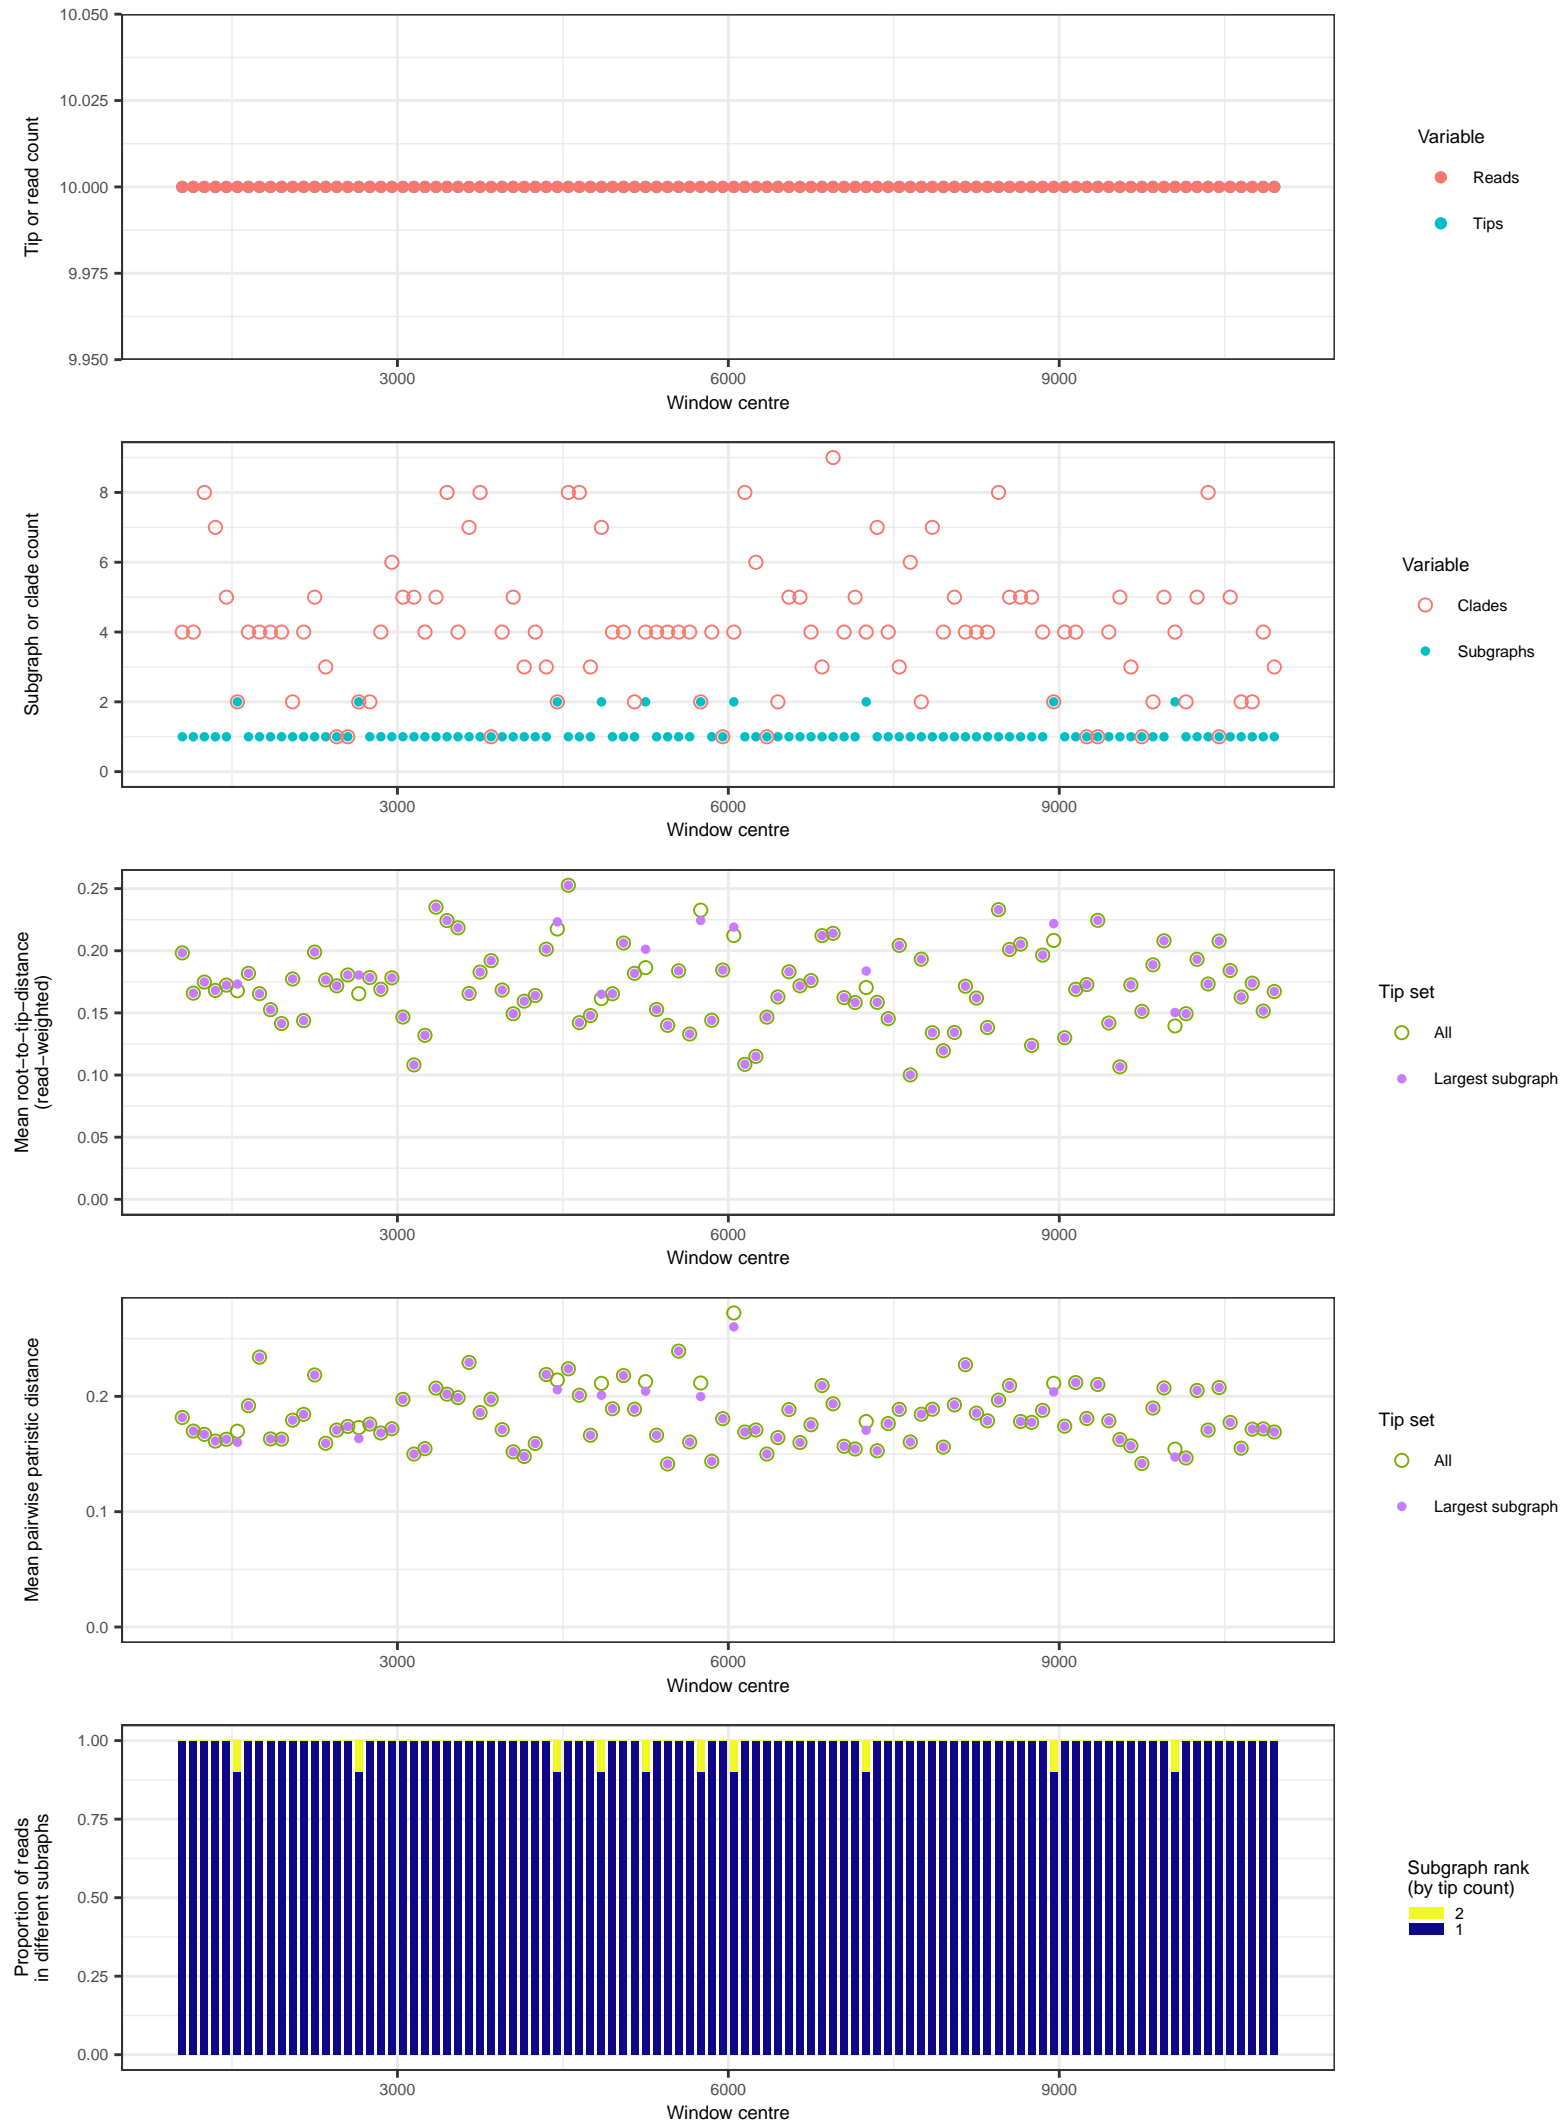 10.050
10.025
10.000
9.975
9.950
Tip or read count
3000
6000
9000
Window centre
Variable
Reads
Tips
8
6
4
2
0
Subgraph or clade count
3000
6000
9000
Window centre
Variable
Clades
Subgraphs
0.25
0.20
0.15
0.10
0.05
0.00
Mean root−to−tip−distance
(read−weighted)
3000
6000
9000
Window centre
Tip set
All
Largest subgraph
0.2
0.1
0.0
Mean pairwise patristic distance
3000
6000
9000
Window centre
Tip set
All
Largest subgraph
1.00
0.75
0.50
0.25
0.00
Proportion of reads
in different subraphs
3000
6000
9000
Window centre
Subgraph rank
(by tip count)
2
1